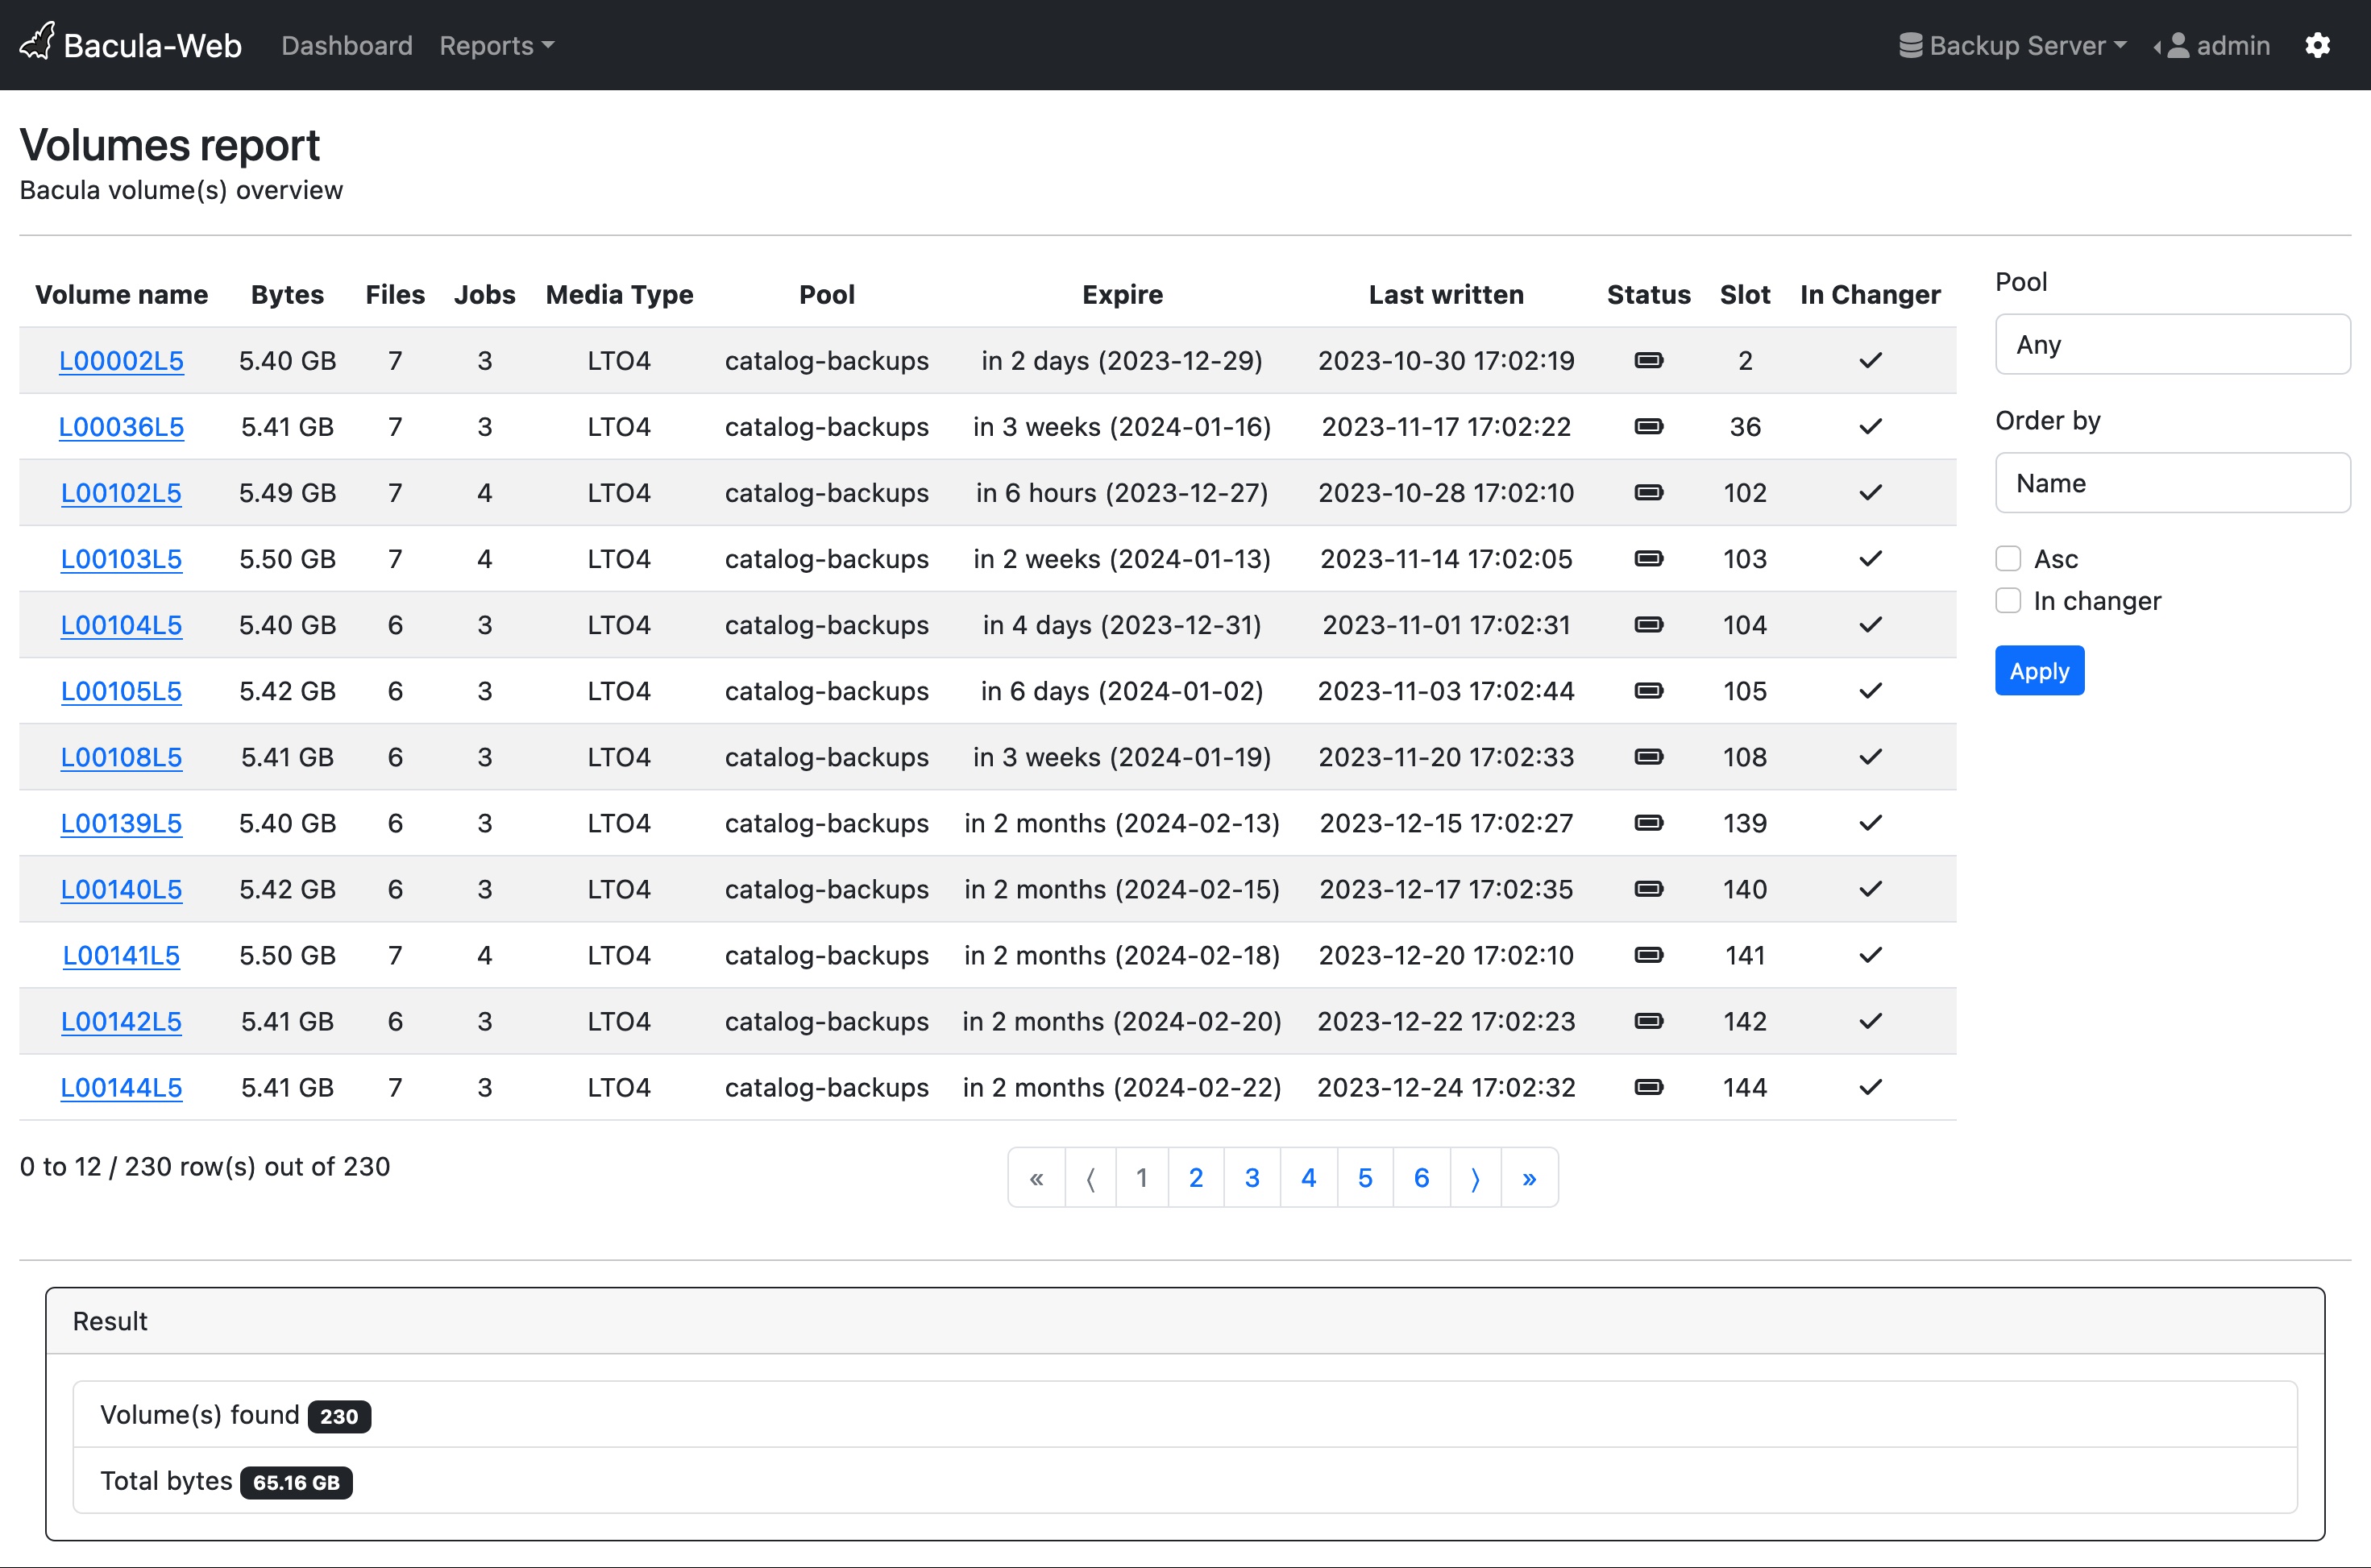 Bacula-Web Dashboard Reports Backup Server admin
Volumes report
Bacula volume(s) overview
Volume name Bytes Files Jobs Media Type Pool Expire Last written Status Slot In Changer
L00002L5 5.40 GB 7 3 LTO4 catalog-backups in 2 days (2023-12-29) 2023-10-30 17:02:19 2
L00036L5 5.41 GB 7 3 LTO4 catalog-backups in 3 weeks (2024-01-16) 2023-11-17 17:02:22 36
L00102L5 5.49 GB 7 4 LTO4 catalog-backups in 6 hours (2023-12-27) 2023-10-28 17:02:10 102
L00103L5 5.50 GB 7 4 LTO4 catalog-backups in 2 weeks (2024-01-13) 2023-11-14 17:02:05 103
L00104L5 5.40 GB 6 3 LTO4 catalog-backups in 4 days (2023-12-31) 2023-11-01 17:02:31 104
L00105L5 5.42 GB 6 3 LTO4 catalog-backups in 6 days (2024-01-02) 2023-11-03 17:02:44 105
L00108L5 5.41 GB 6 3 LTO4 catalog-backups in 3 weeks (2024-01-19) 2023-11-20 17:02:33 108
L00139L5 5.40 GB 6 3 LTO4 catalog-backups in 2 months (2024-02-13) 2023-12-15 17:02:27 139
L00140L5 5.42 GB 6 3 LTO4 catalog-backups in 2 months (2024-02-15) 2023-12-17 17:02:35 140
L00141L5 5.50 GB 7 4 LTO4 catalog-backups in 2 months (2024-02-18) 2023-12-20 17:02:10 141
L00142L5 5.41 GB 6 3 LTO4 catalog-backups in 2 months (2024-02-20) 2023-12-22 17:02:23 142
L00144L5 5.41 GB 7 3 LTO4 catalog-backups in 2 months (2024-02-22) 2023-12-24 17:02:32 144
Pool
Any
Order by
Name
Asc
In changer
Apply
0 to 12 / 230 row(s) out of 230
« ⟨ 1 2 3 4 5 6 ⟩ »
Result
Volume(s) found 230
Total bytes 65.16 GB